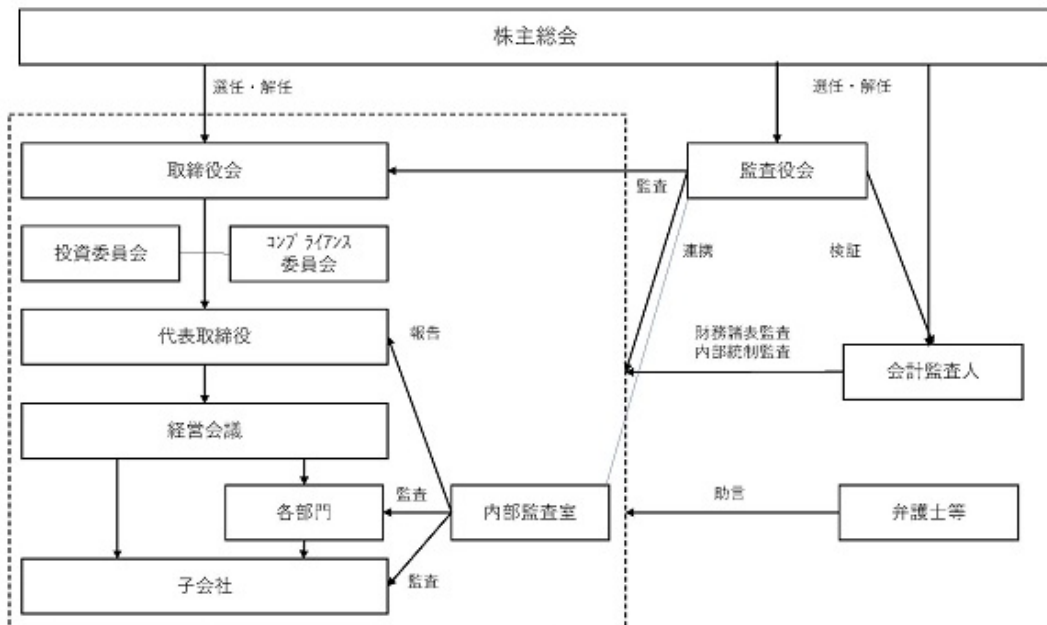 株主総会
選任・解任
選任・解任
取締役会
監査役会
監査
投資委員会
ｺﾝﾌﾟﾗｲｱﾝｽ
委員会
連携
検証
代表取締役
報告
財務諸表監査
内部統制監査
会計監査人
経営会議
各部門
監査
内部監査室
助言
弁護士等
子会社
監査